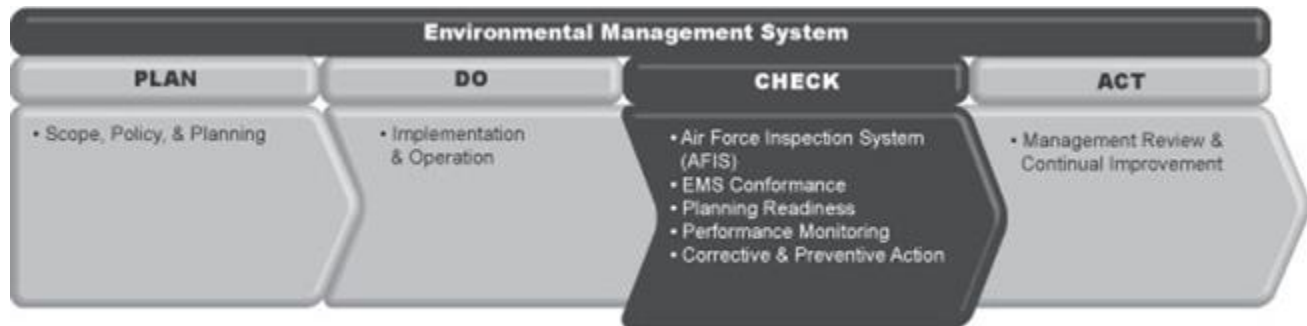 Environmental Management System
PLAN
DO
CHECK
ACT
• Scope, Policy, & Planning
• Implementation
& Operation
• Air Force Inspection System
(AFIS)
• EMS Conformance
• Planning Readiness
• Performance Monitoring
• Corrective & Preventive Action
• Management Review &
Continual Improvement